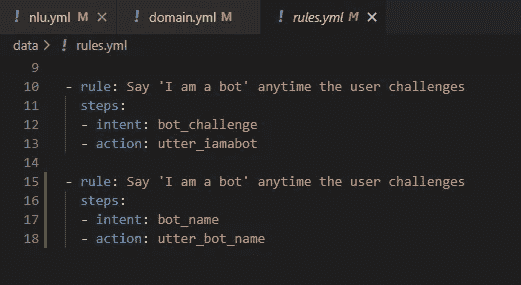 ! nlu.yml M ! domain.yml M ! rules.yml M ×
data > ! rules.yml
9
10 - rule: Say 'I am a bot' anytime the user challenges
11 steps:
12 - intent: bot_challenge
13 - action: utter_iamabot
14
15 - rule: Say 'I am a bot' anytime the user challenges
16 steps:
17 - intent: bot_name
18 - action: utter_bot_name